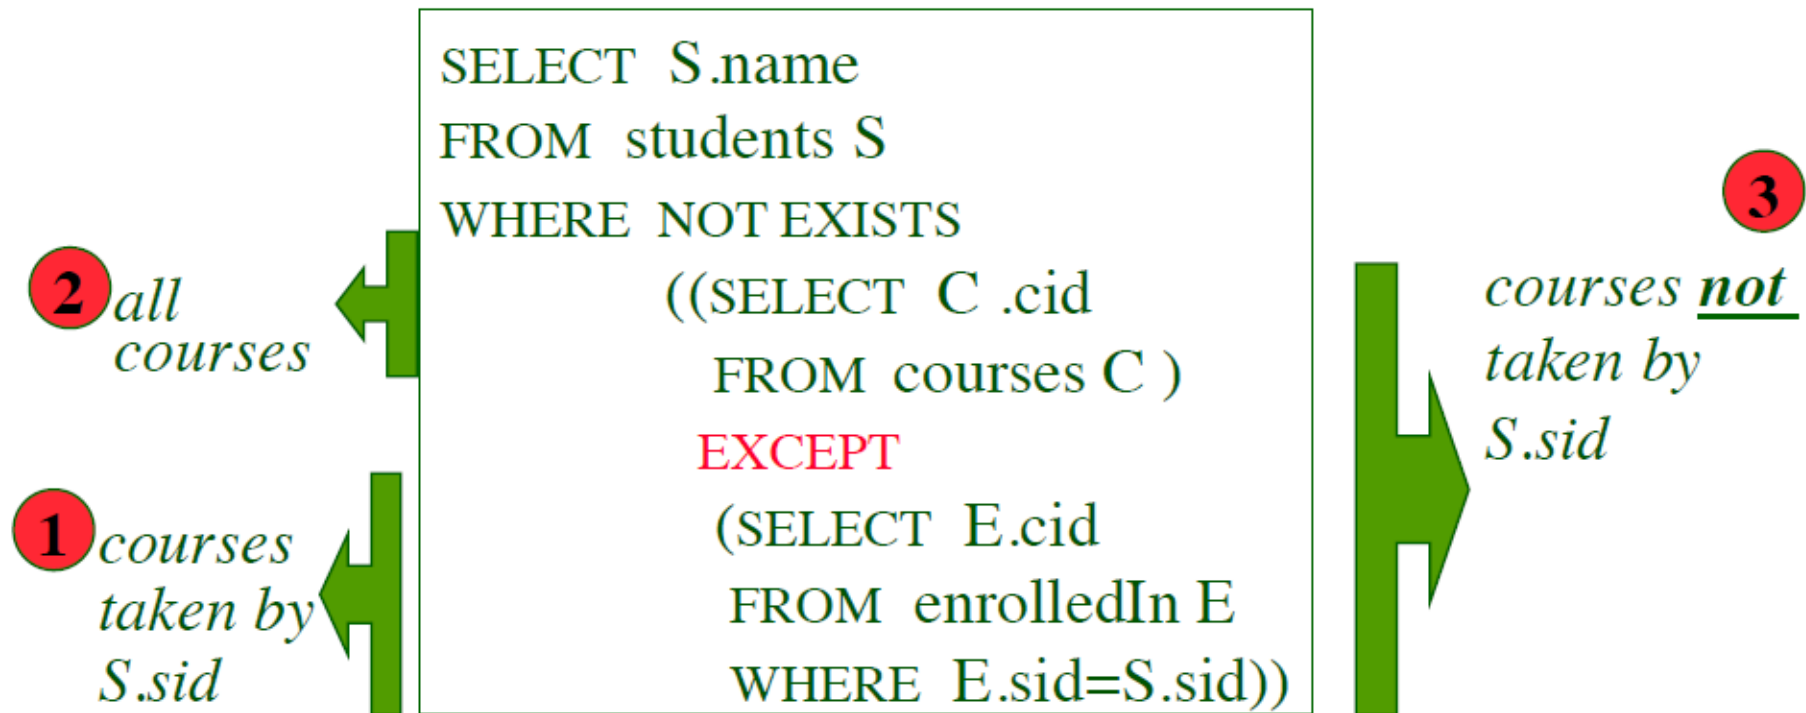 SELECT S.name
FROM students S
WHERE NOT EXISTS
((SELECT C .cid
FROM courses C )
EXCEPT
(SELECT E.cid
FROM enrolledIn E
WHERE E.sid=S.sid))
2 all
courses
1 courses
taken by
S.sid
3
courses not
taken by
S.sid